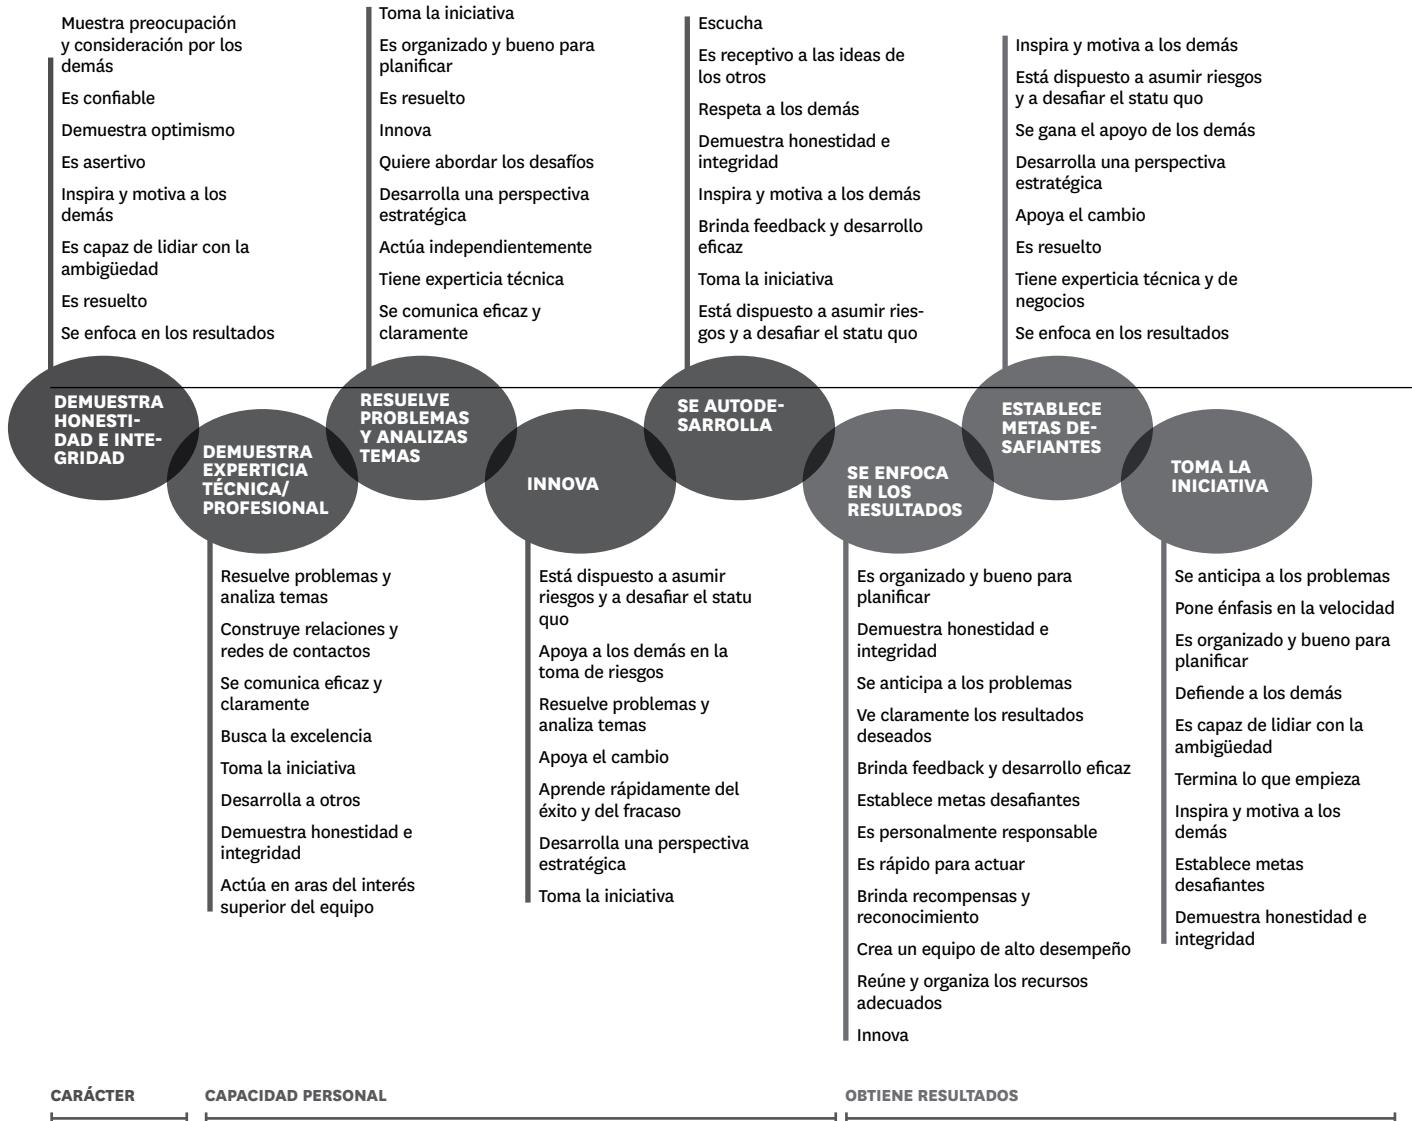 Muestra preocupación
y consideración por los
demás
Es confiable
Demuestra optimismo
Es asertivo
Inspira y motiva a los
demás
Es capaz de lidiar con la
ambigüedad
Es resuelto
Se enfoca en los resultados
DEMUESTRA
HONESTI-
DAD E INTE-
GRIDAD
DEMUESTRA
EXPERTICIA
TÉCNICA/
PROFESIONAL
Resuelve problemas y
analiza temas
Construye relaciones y
redes de contactos
Se comunica eficaz y
claramente
Busca la excelencia
Toma la iniciativa
Desarrolla a otros
Demuestra honestidad e
integridad
Actúa en aras del interés
superior del equipo
Toma la iniciativa
Es organizado y bueno para
planificar
Es resuelto
Innova
Quiere abordar los desafíos
Desarrolla una perspectiva
estratégica
Actúa independientemente
Tiene experticia técnica
Se comunica eficaz y
claramente
RESUELVE
PROBLEMAS
Y ANALIZAS
TEMAS
INNOVA
Está dispuesto a asumir
riesgos y a desafiar el statu
quo
Apoya a los demás en la
toma de riesgos
Resuelve problemas y
analiza temas
Apoya el cambio
Aprende rápidamente del
éxito y del fracaso
Desarrolla una perspectiva
estratégica
Toma la iniciativa
Escucha
Es receptivo a las ideas de
los otros
Respeta a los demás
Demuestra honestidad e
integridad
Inspira y motiva a los demás
Brinda feedback y desarrollo
eficaz
Toma la iniciativa
Está dispuesto a asumir ries-
gos y a desafiar el statu quo
SE AUTODE-
SARROLLA
SE ENFOCA
EN LOS
RESULTADOS
Es organizado y bueno para
planificar
Demuestra honestidad e
integridad
Se anticipa a los problemas
Ve claramente los resultados
deseados
Brinda feedback y desarrollo eficaz
Establece metas desafiantes
Es personalmente responsable
Es rápido para actuar
Brinda recompensas y
reconocimiento
Crea un equipo de alto desempeño
Reúne y organiza los recursos
adecuados
Innova
Inspira y motiva a los demás
Está dispuesto a asumir riesgos
y a desafiar el statu quo
Se gana el apoyo de los demás
Desarrolla una perspectiva
estratégica
Apoya el cambio
Es resuelto
Tiene experticia técnica y de
negocios
Se enfoca en los resultados
ESTABLECE
METAS DE-
SAFIANTES
TOMA LA
INICIATIVA
Se anticipa a los problemas
Pone énfasis en la velocidad
Es organizado y bueno para
planificar
Defiende a los demás
Es capaz de lidiar con la
ambigüedad
Termina lo que empieza
Inspira y motiva a los
demás
Establece metas
desafiantes
Demuestra honestidad e
integridad
CARÁCTER
CAPACIDAD PERSONAL
OBTIENE RESULTADOS